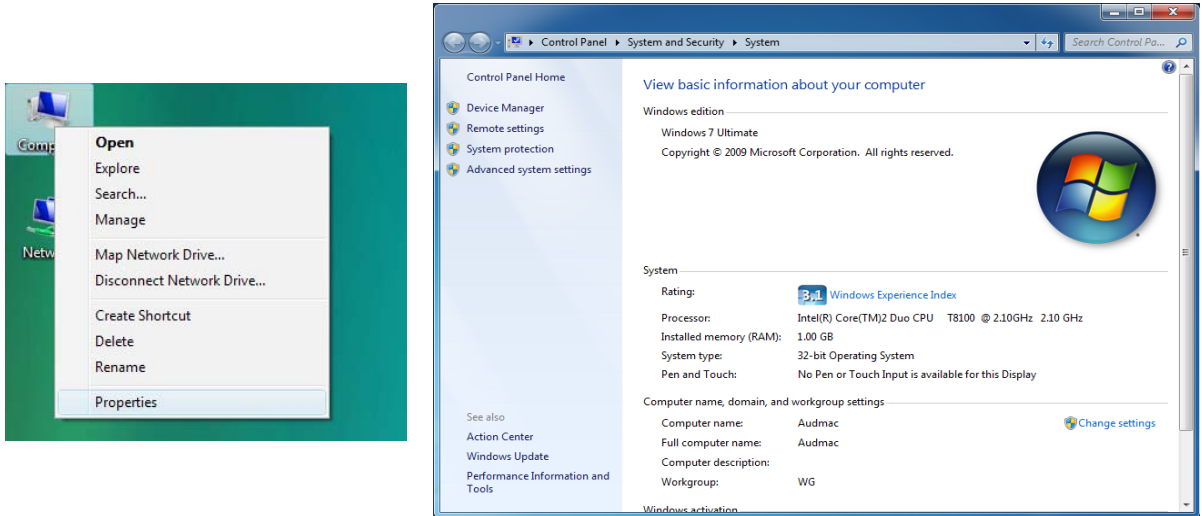 Comp
Netw
Open
Explore
Search...
Manage
Map Network Drive...
Disconnect Network Drive...
Create Shortcut
Delete
Rename
Properties
Control Panel System and Security System
Search Control Pa...
Control Panel Home
Device Manager
Remote settings
System protection
Advanced system settings
See also
Action Center
Windows Update
Performance Information and
Tools
View basic information about your computer
Windows edition
Windows 7 Ultimate
Copyright © 2009 Microsoft Corporation. All rights reserved.
System
Rating: 3,1 Windows Experience Index
Processor: Intel(R) Core(TM)2 Duo CPU T8100 @ 2.10GHz 2.10 GHz
Installed memory (RAM): 1.00 GB
System type: 32-bit Operating System
Pen and Touch: No Pen or Touch Input is available for this Display
Computer name, domain, and workgroup settings
Computer name: Audmac Change settings
Full computer name: Audmac
Computer description:
Workgroup: WG
Windows activation